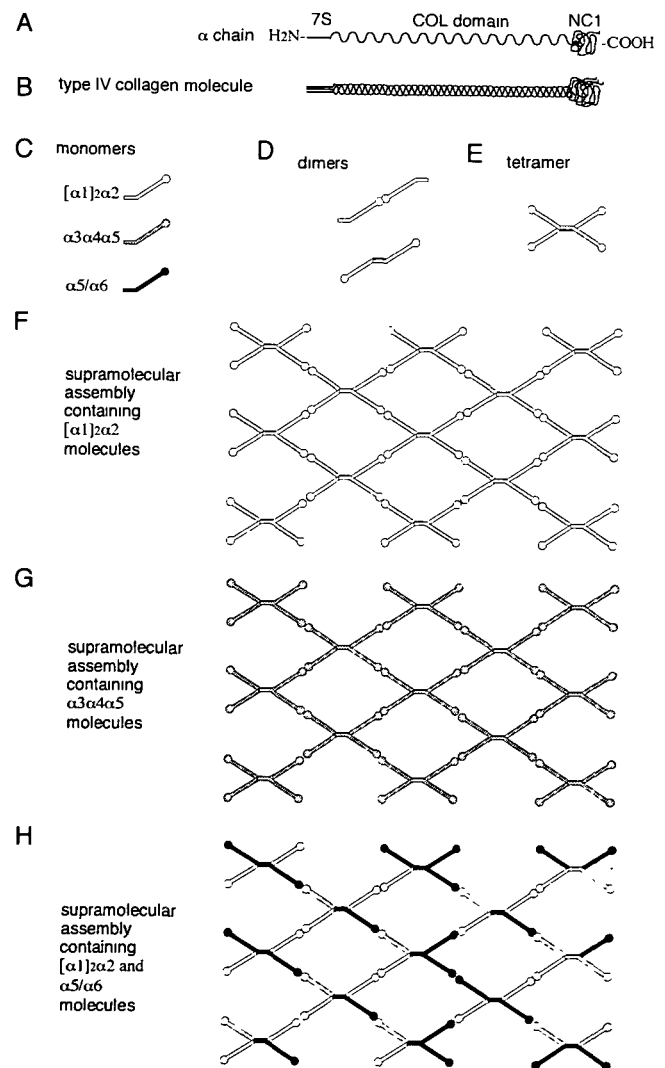 A
7S
COL domain
NC1
α chain
H2N-
-COOH
B
type IV collagen molecule
C
monomers
D
dimers
E
tetramer
[α1]2α2
α3α4α5
α5/α6
F
supramolecular
assembly
containing
[α1]2α2
molecules
G
supramolecular
assembly
containing
α3α4α5
molecules
H
supramolecular
assembly
containing
[α1]2α2 and
α5/α6
molecules